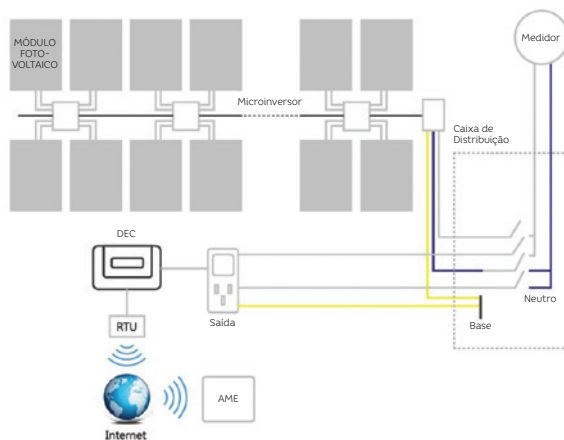 MÓDULO
FOTO-
VOLTAICO
Medidor
Microinversor
Caixa de
Distribuição
DEC
Saída
Neutro
Base
RTU
AME
Internet